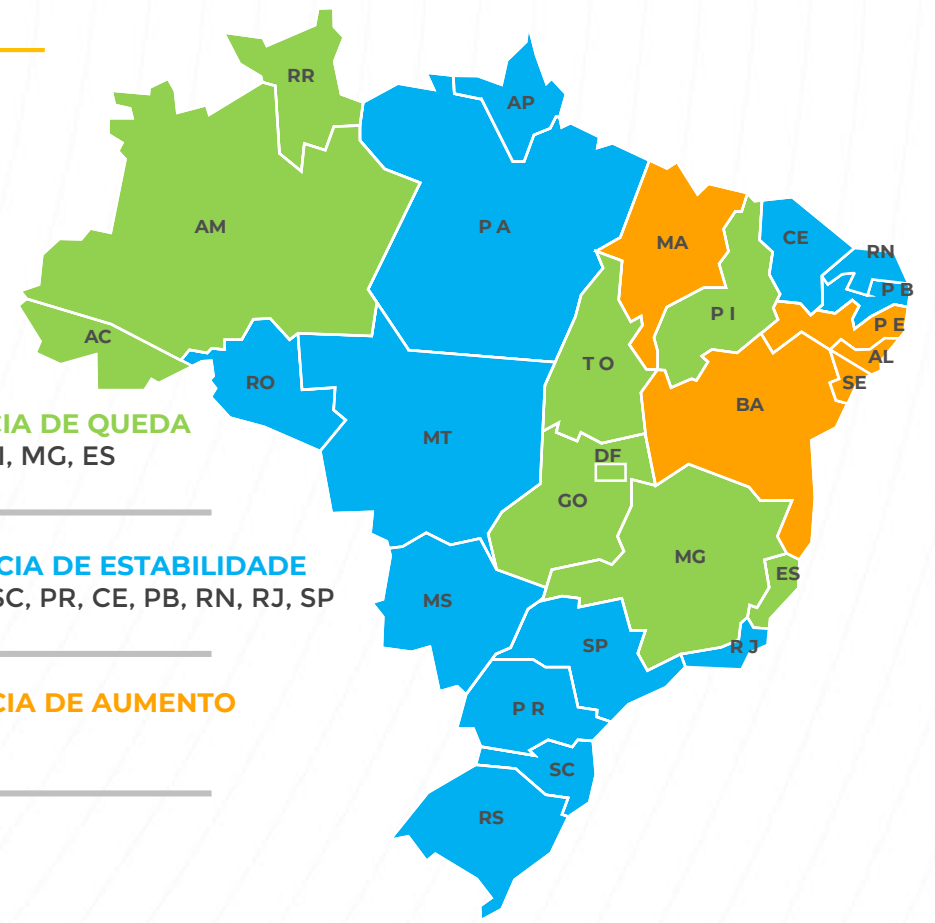 RR
AP
AM
P A
MA
CE
RN
P B
P I
P E
AC
T O
AL
RO
SE
BA
CIA DE QUEDA
MT
I, MG, ES
DF
GO
MG
CIA DE ESTABILIDADE
ES
SC, PR, CE, PB, RN, RJ, SP
MS
SP
R J
CIA DE AUMENTO
P R
SC
RS